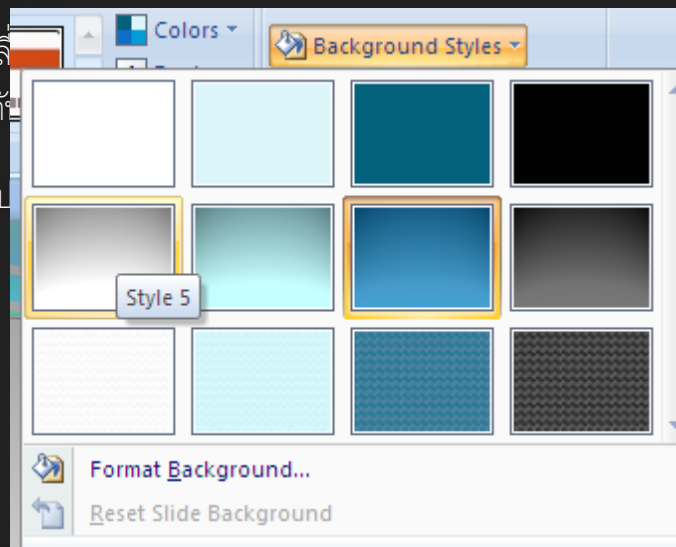 Colors
Background Styles
Style 5
Format Background...
Reset Slide Background